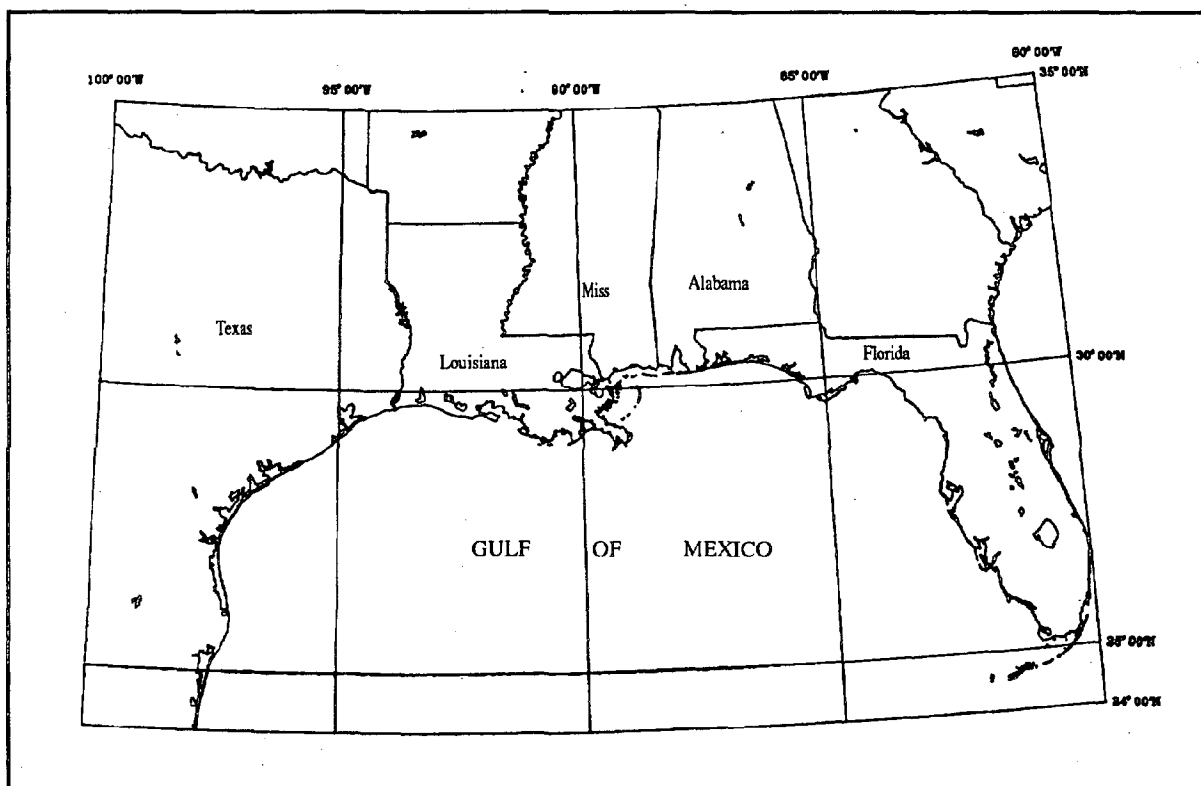 80° 00'W
100° 00'W
95° 00'W
90° 00'W
85° 00'W
35° 00'N
Texas
Louisiana
Miss
Alabama
Florida
30° 00'N
GULF OF MEXICO
25° 00'N
24° 00'N